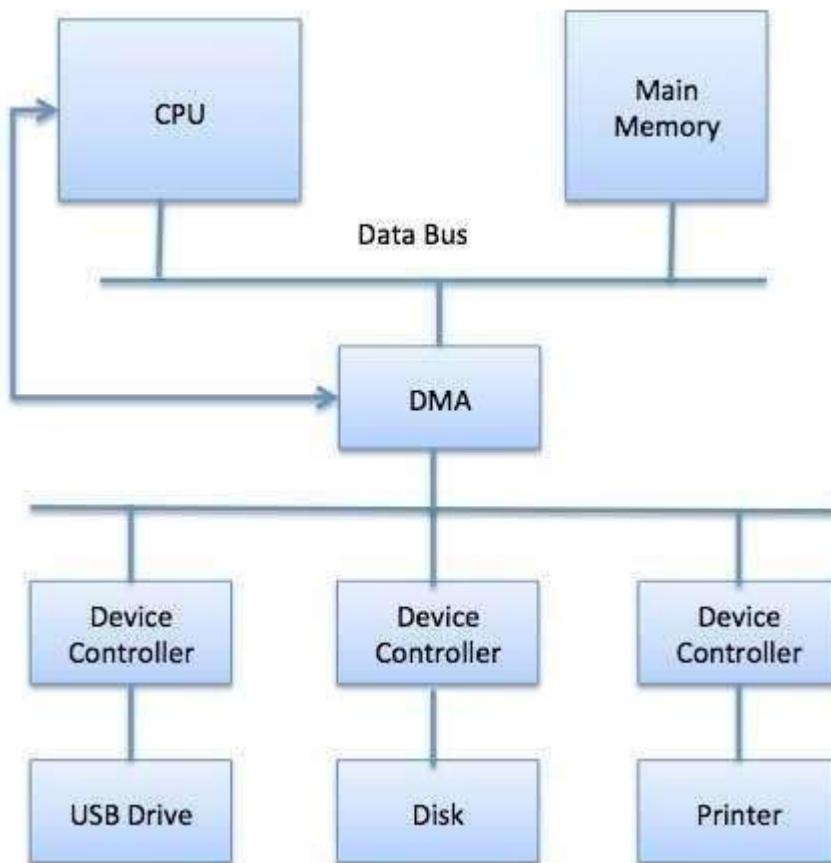 CPU
Main
Memory
Data Bus
DMA
Device
Controller
Device
Controller
Device
Controller
USB Drive
Disk
Printer